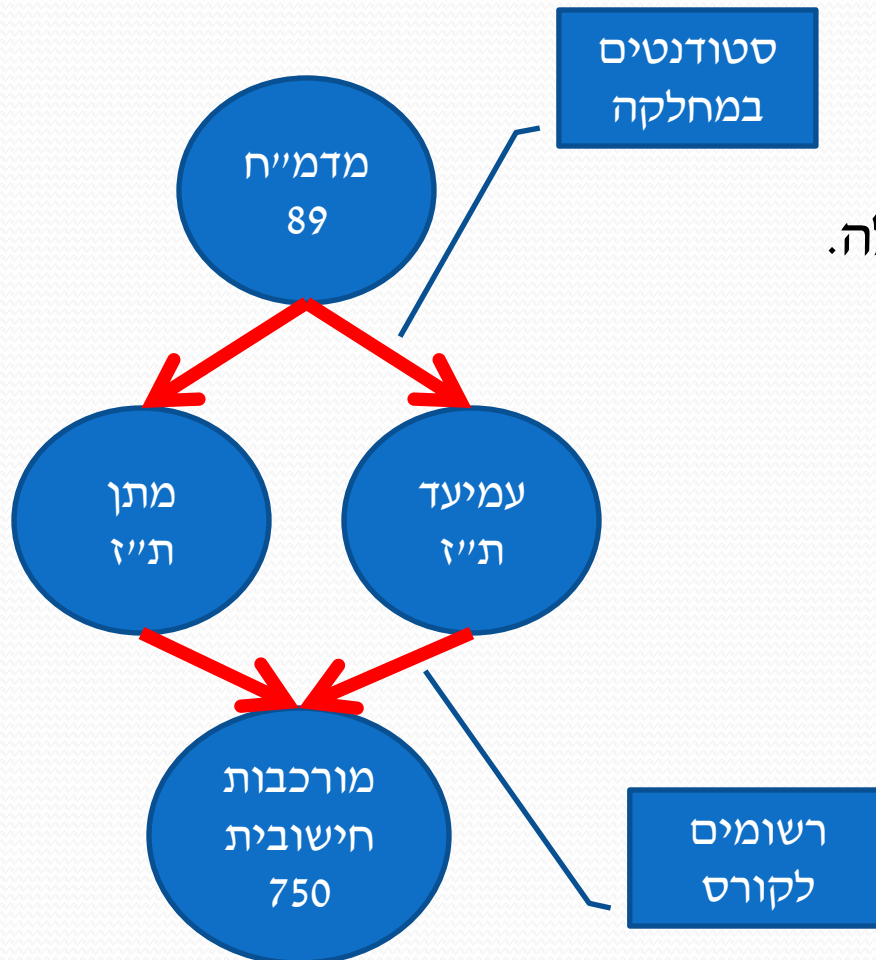 סטודנטים
במחלקה
מדמ״ח
89
עמיעד
ת״ז
מתן
ת״ז
מורכבות
חישובית
750
רשומים
לקורס